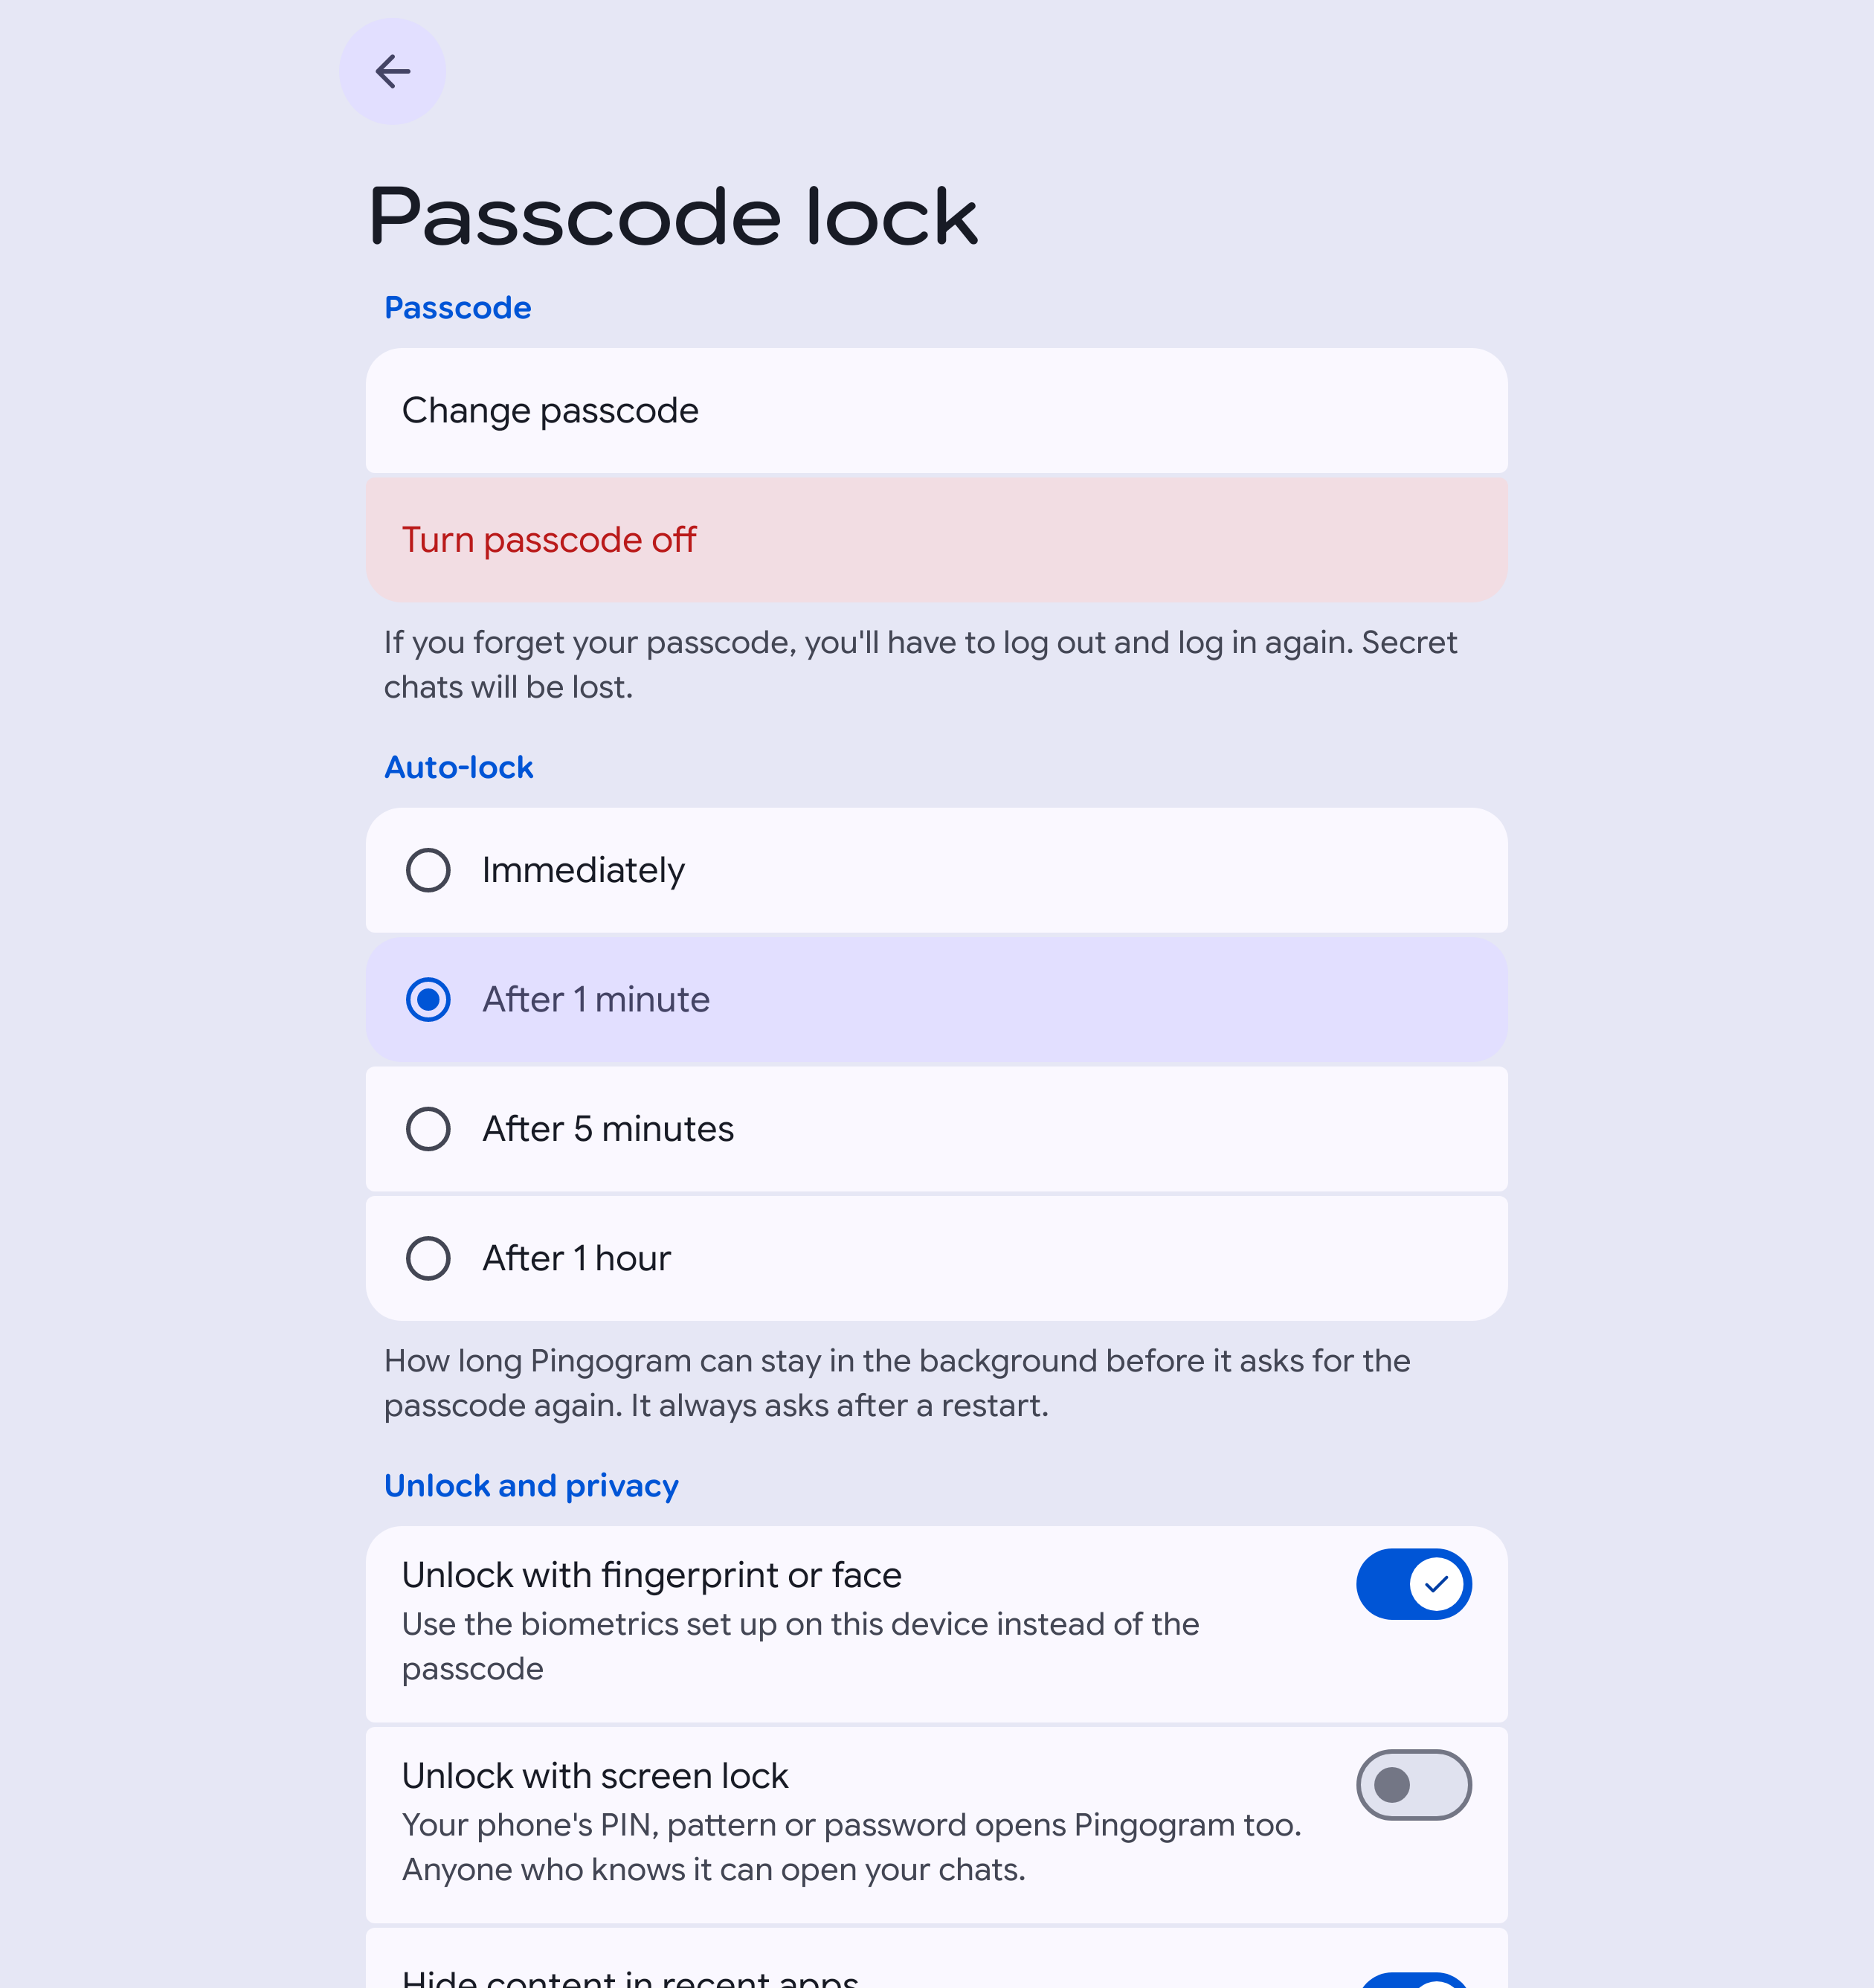 Passcode lock
Passcode
Change passcode
Turn passcode off
If you forget your passcode, you'll have to log out and log in again. Secret
chats will be lost.
Auto-lock
Immediately
After 1 minute
After 5 minutes
After 1 hour
How long Pingogram can stay in the background before it asks for the
passcode again. It always asks after a restart.
Unlock and privacy
Unlock with fingerprint or face
Use the biometrics set up on this device instead of the
passcode
Unlock with screen lock
Your phone's PIN, pattern or password opens Pingogram too.
Anyone who knows it can open your chats.
Hide content in recent apps